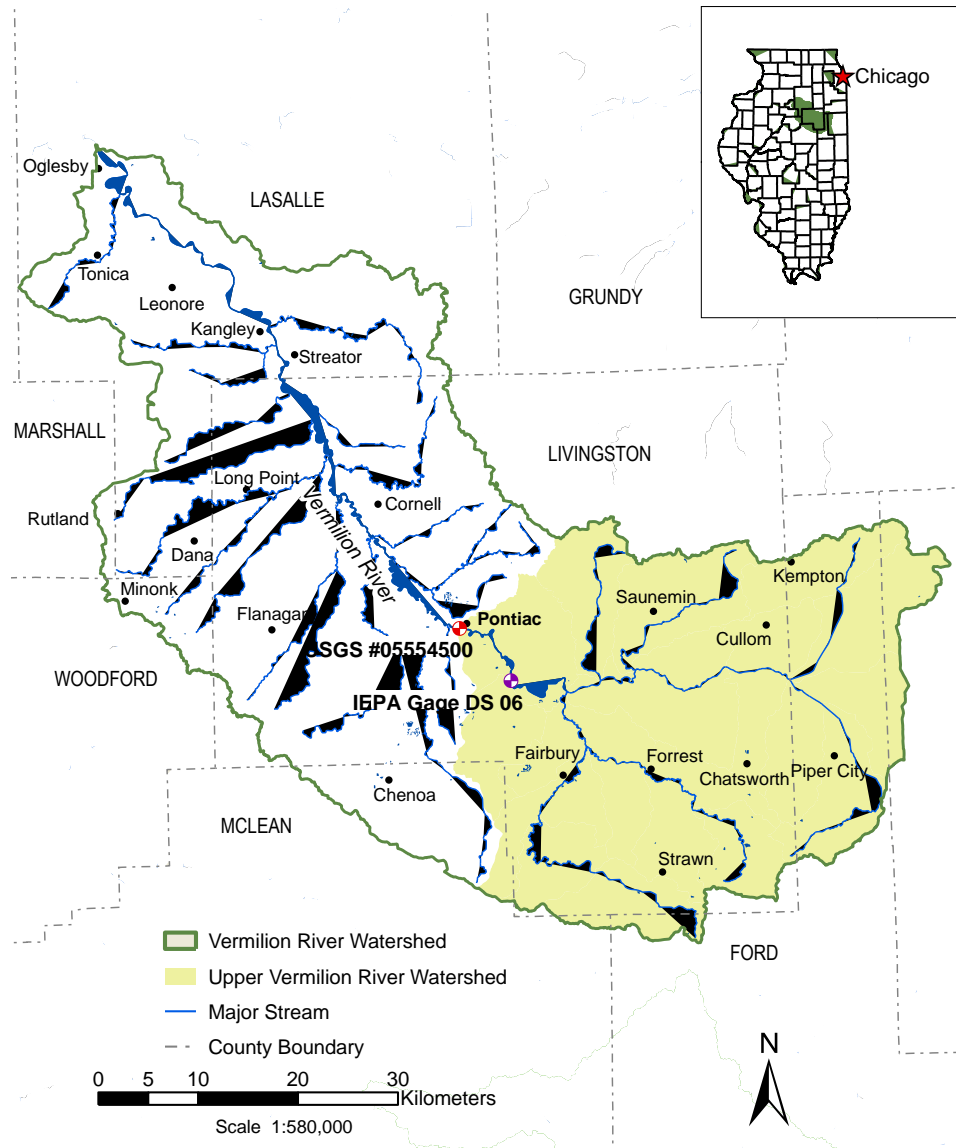 Chicago
Oglesby
LASALLE
Tonica
Leonore
GRUNDY
Kangley
Streator
MARSHALL
LIVINGSTON
Long Point
Cornell
Rutland
Vermilion River
Dana
Kempton
Minonk
Saunemin
Flanagan
Pontiac
Cullom
SGS #05554500
WOODFORD
IEPA Gage DS 06
Fairbury
Forrest
Chatsworth
Piper City
Chenoa
MCLEAN
Strawn
Vermilion River Watershed
FORD
Upper Vermilion River Watershed
Major Stream
County Boundary
N
0 5 10 20 30
Kilometers
Scale 1:580,000